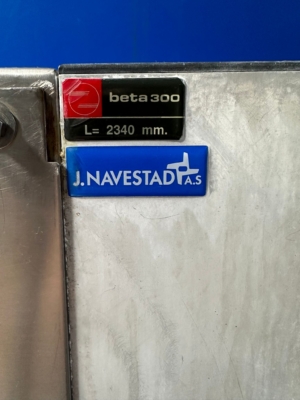 beta 300
L= 2340 mm.
J.NAVESTAD A.S